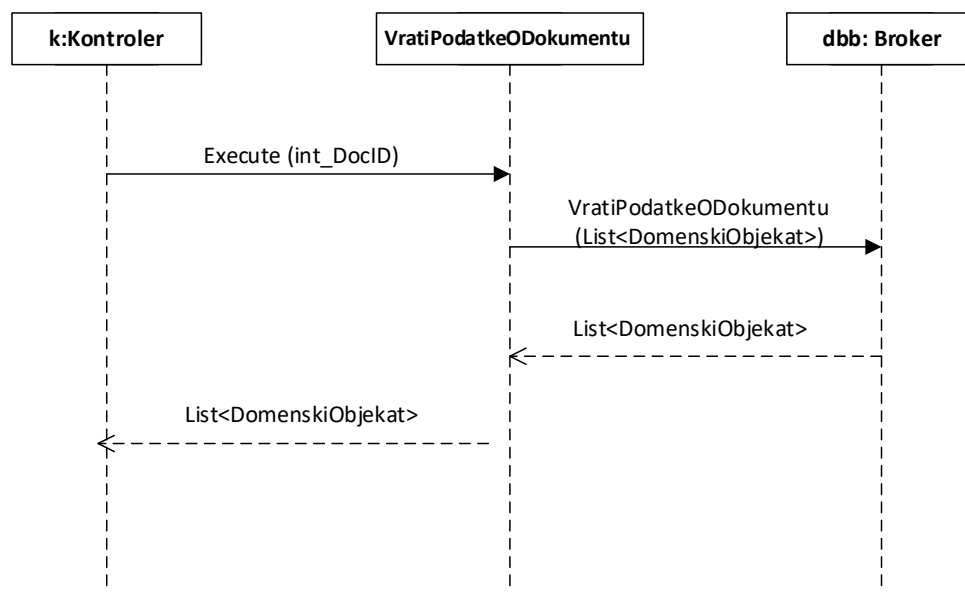 k:Kontroler
VratiPodatkeODokumentu
dbb: Broker
Execute (int_DocID)
VratiPodatkeODokumentu
(List<DomenskiObjekat>)
List<DomenskiObjekat>
List<DomenskiObjekat>